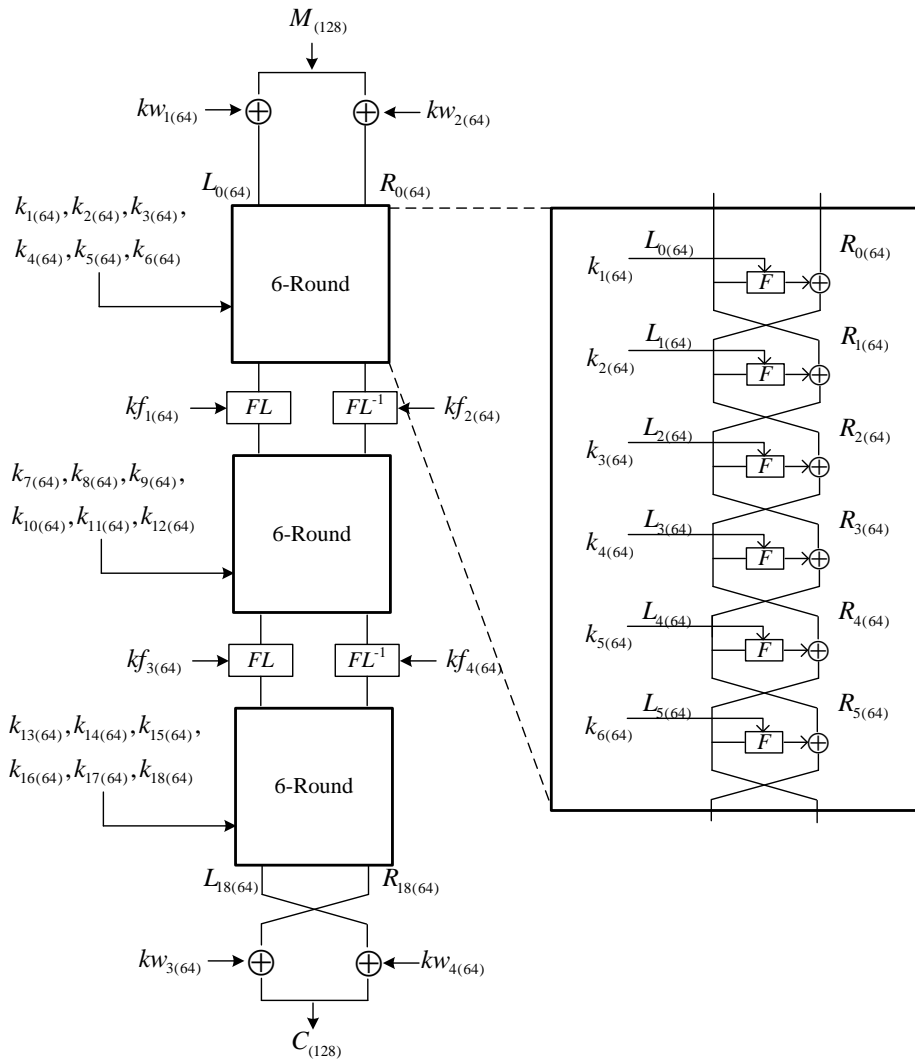 M(128)
kw1(64)
kw2(64)
L0(64)
R0(64)
k1(64), k2(64), k3(64),
k4(64), k5(64), k6(64)
6-Round
kf1(64)
FL
FL-1
kf2(64)
k7(64), k8(64), k9(64),
k10(64), k11(64), k12(64)
6-Round
kf3(64)
FL
FL-1
kf4(64)
k13(64), k14(64), k15(64),
k16(64), k17(64), k18(64)
6-Round
L18(64)
R18(64)
kw3(64)
kw4(64)
C(128)
L0(64)
R0(64)
k1(64)
F
L1(64)
R1(64)
k2(64)
F
L2(64)
R2(64)
k3(64)
F
L3(64)
R3(64)
k4(64)
F
L4(64)
R4(64)
k5(64)
F
L5(64)
R5(64)
k6(64)
F